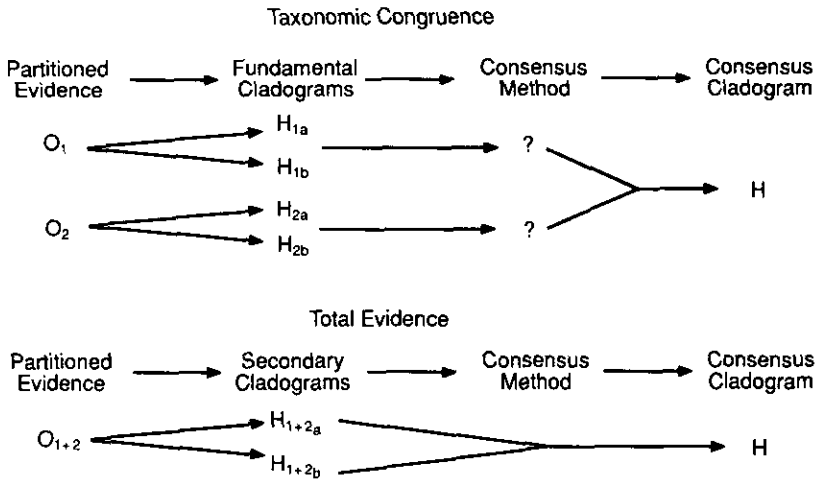 Taxonomic Congruence
Partitioned Evidence
Fundamental Cladograms
Consensus Method
Consensus Cladogram
O1
H1a
H1b
?
O2
H2a
H2b
?
H
Total Evidence
Partitioned Evidence
Secondary Cladograms
Consensus Method
Consensus Cladogram
O1+2
H1+2a
H1+2b
H